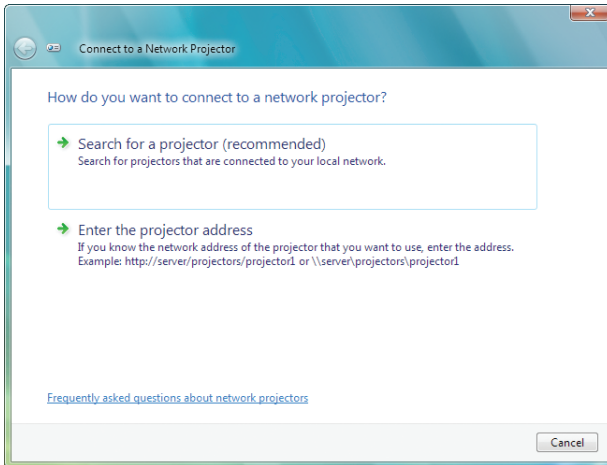 Connect to a Network Projector
How do you want to connect to a network projector?
Search for a projector (recommended)
Search for projectors that are connected to your local network.
Enter the projector address
If you know the network address of the projector that you want to use, enter the address.
Example: http://server/projectors/projector1 or \\server\projectors\projector1
Frequently asked questions about network projectors
Cancel